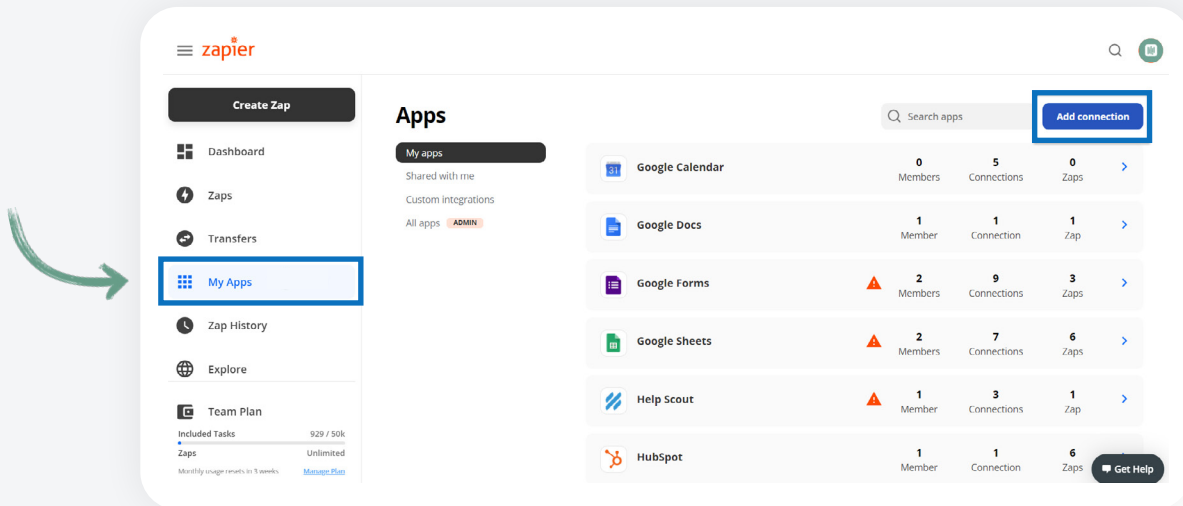 zapier
Create Zap
Dashboard
Zaps
Transfers
My Apps
Zap History
Explore
Team Plan
Included Tasks 929 / 50k
Zaps Unlimited
Monthly usage resets in 3 weeks Manage Plan
Apps
Search apps
Add connection
My apps
Shared with me
Custom integrations
All apps ADMIN
31 Google Calendar 0 5 0
Members Connections Zaps
Google Docs 1 1 1
Member Connection Zap
Google Forms 2 9 3
Members Connections Zaps
Google Sheets 2 7 6
Members Connections Zaps
Help Scout 1 3 1
Member Connections Zap
HubSpot 1 1 6
Member Connection Zaps
Get Help